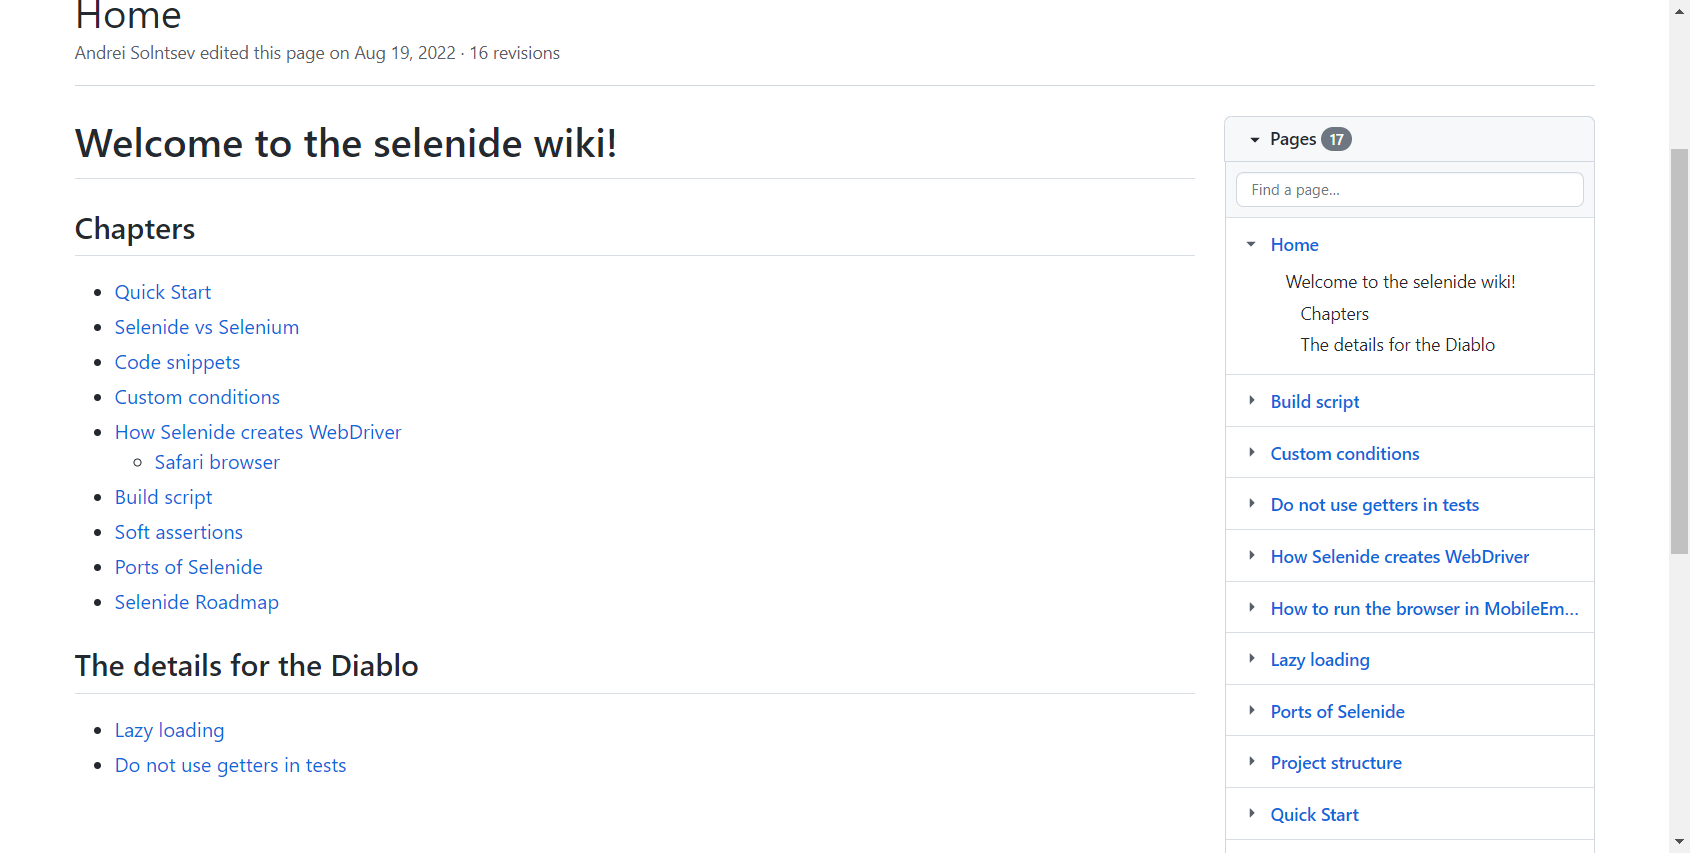 Home
Andrei Solntsev edited this page on Aug 19, 2022 · 16 revisions
Welcome to the selenide wiki!
Chapters
Quick Start
Selenide vs Selenium
Code snippets
Custom conditions
How Selenide creates WebDriver
Safari browser
Build script
Soft assertions
Ports of Selenide
Selenide Roadmap
The details for the Diablo
Lazy loading
Do not use getters in tests
Pages 17
Find a page...
Home
Welcome to the selenide wiki!
Chapters
The details for the Diablo
Build script
Custom conditions
Do not use getters in tests
How Selenide creates WebDriver
How to run the browser in MobileEm...
Lazy loading
Ports of Selenide
Project structure
Quick Start